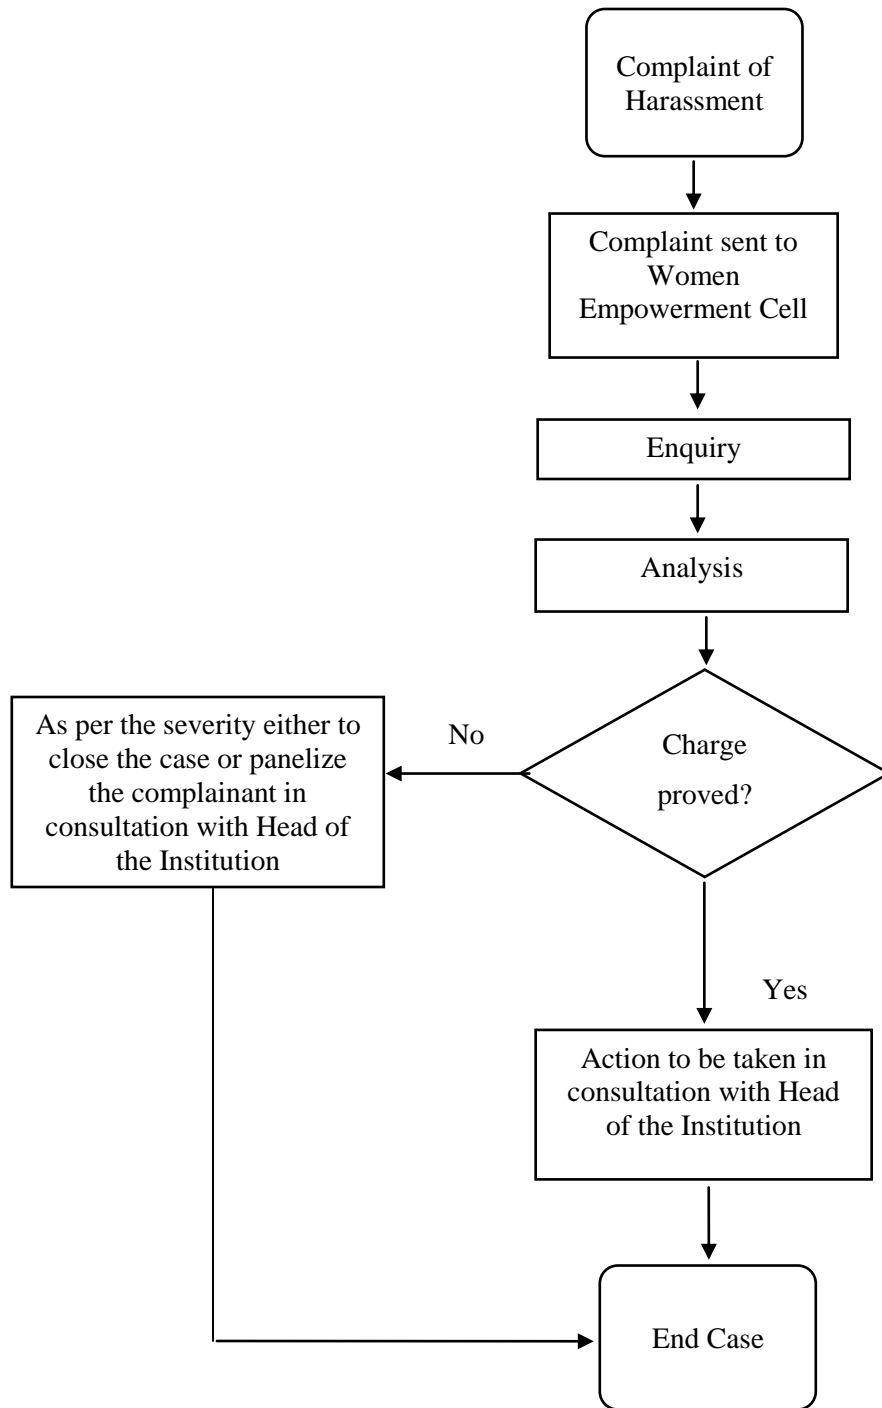 Complaint of
Harassment
Complaint sent to
Women
Empowerment Cell
Enquiry
Analysis
Charge
proved?
No
As per the severity either to
close the case or panelize
the complainant in
consultation with Head of
the Institution
Yes
Action to be taken in
consultation with Head
of the Institution
End Case